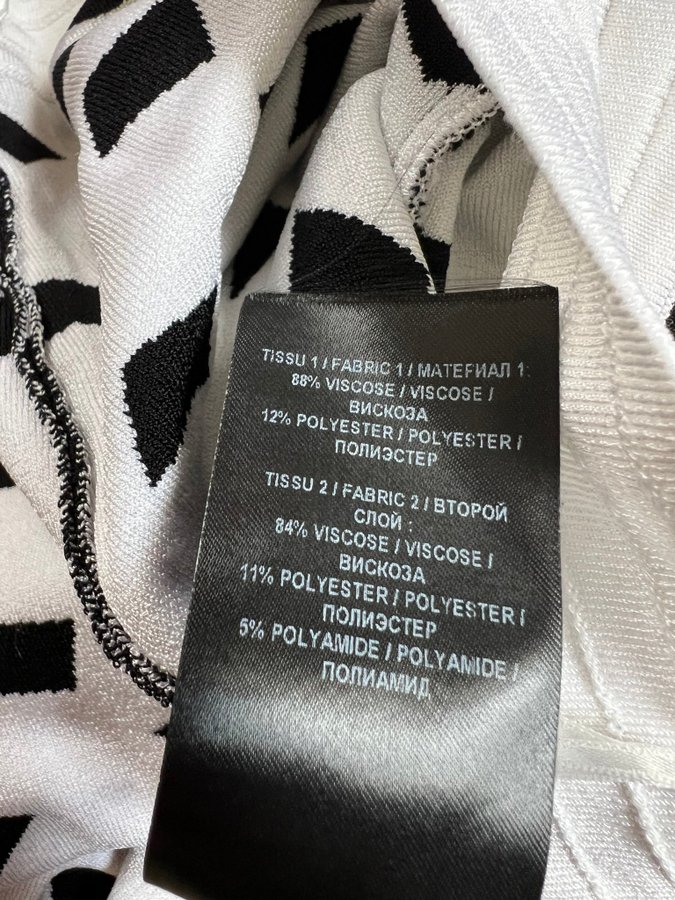 TISSU 1 / FABRIC 1 / МАТЕРИАЛ 1:
88% VISCOSE / VISCOSE /
ВИСКОЗА
12% POLYESTER / POLYESTER /
ПОЛИЭСТЕР
TISSU 2 / FABRIC 2 / ВТОРОЙ
СЛОЙ :
84% VISCOSE / VISCOSE /
ВИСКОЗА
11% POLYESTER / POLYESTER /
ПОЛИЭСТЕР
5% POLYAMIDE / POLYAMIDE /
ПОЛИАМИД